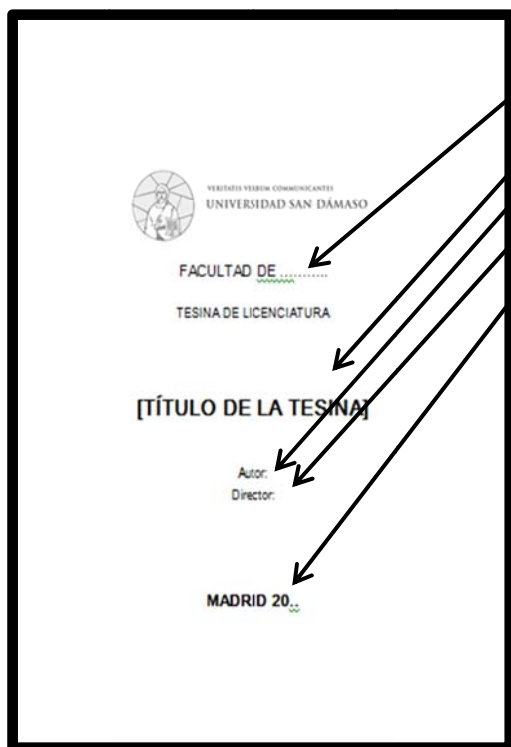 VERITATIS VERBUM COMMUNICANTES
UNIVERSIDAD SAN DÁMASO
FACULTAD DE ...........
TESINA DE LICENCIATURA
[TÍTULO DE LA TESINA]
Autor:
Director:
MADRID 20..